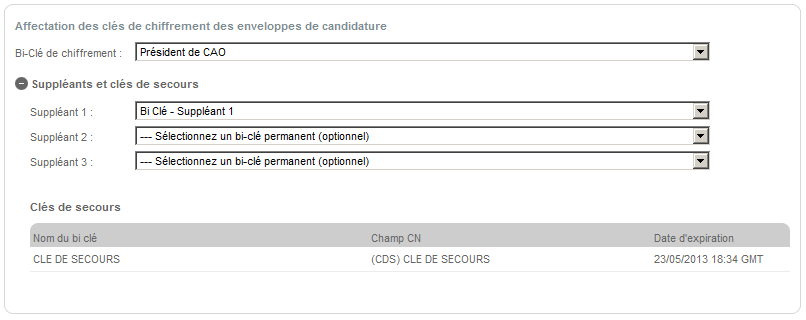 Affectation des clés de chiffrement des enveloppes de candidature
Bi-Clé de chiffrement : Président de CAO
Suppléants et clés de secours
Suppléant 1 : Bi Clé - Suppléant 1
Suppléant 2 : --- Sélectionnez un bi-clé permanent (optionnel)
Suppléant 3 : --- Sélectionnez un bi-clé permanent (optionnel)
Clés de secours
Nom du bi clé Champ CN Date d'expiration
CLE DE SECOURS (CDS) CLE DE SECOURS 23/05/2013 18:34 GMT